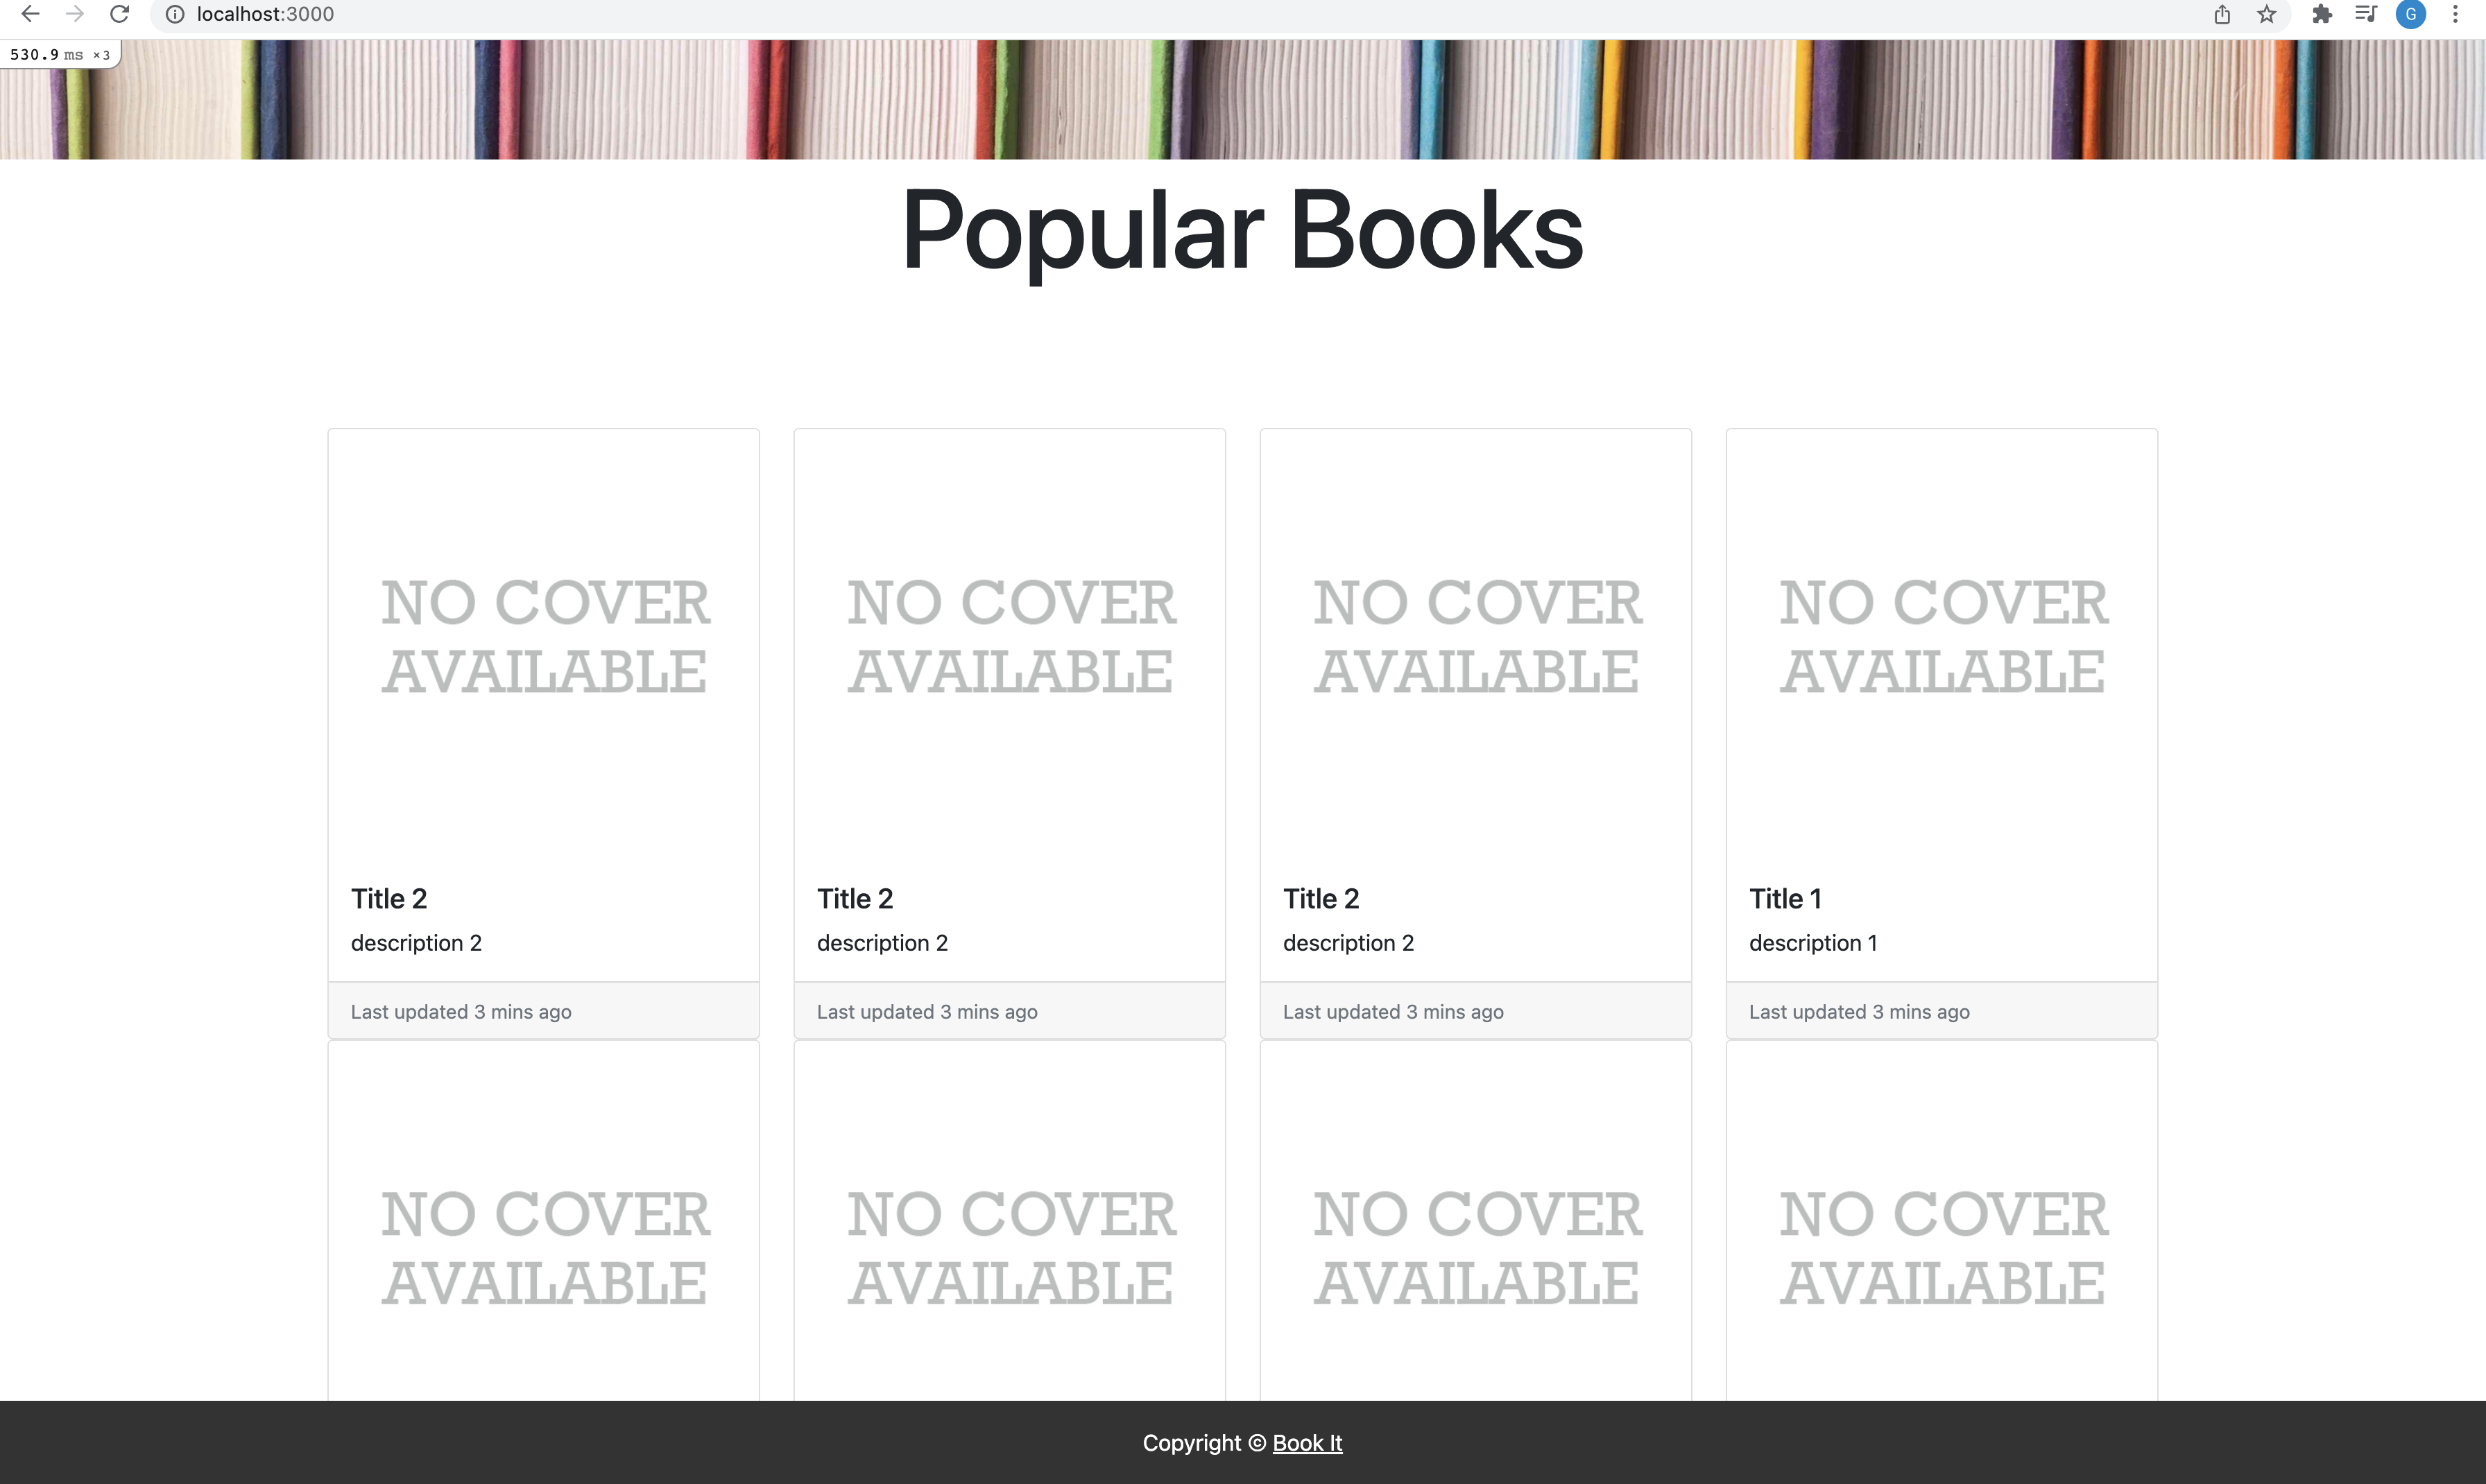 localhost:3000
G
530.9 ms ×3
Popular Books
NO COVER AVAILABLE
NO COVER AVAILABLE
NO COVER AVAILABLE
NO COVER AVAILABLE
Title 2
description 2
Last updated 3 mins ago
Title 2
description 2
Last updated 3 mins ago
Title 2
description 2
Last updated 3 mins ago
Title 1
description 1
Last updated 3 mins ago
NO COVER AVAILABLE
NO COVER AVAILABLE
NO COVER AVAILABLE
NO COVER AVAILABLE
Copyright © Book It